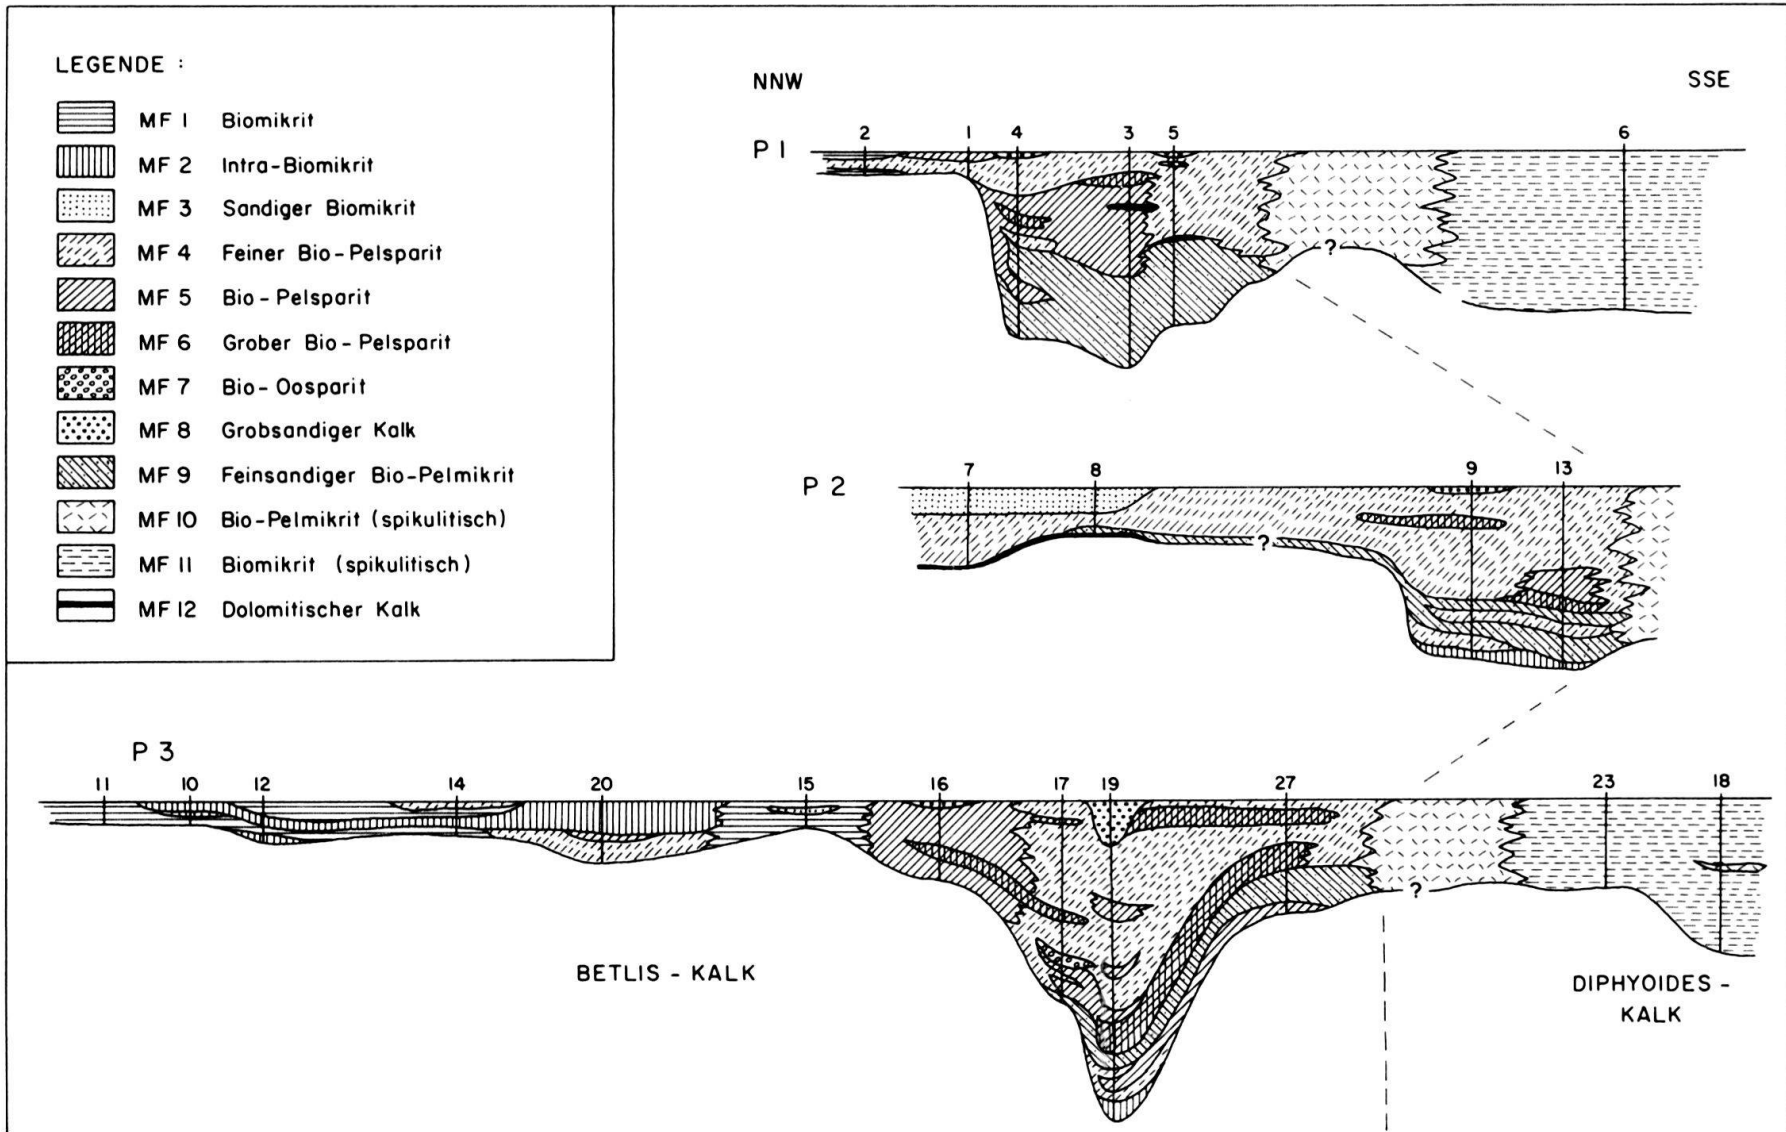 LEGENDE :
MF 1 Biomikrit
MF 2 Intra-Biomikrit
MF 3 Sandiger Biomikrit
MF 4 Feiner Bio-Pelsparit
MF 5 Bio-Pelsparit
MF 6 Grober Bio-Pelsparit
MF 7 Bio-Oosparit
MF 8 Grobsandiger Kalk
MF 9 Feinsandiger Bio-Pelmikrit
MF 10 Bio-Pelmikrit (spikulitisch)
MF 11 Biomikrit (spikulitisch)
MF 12 Dolomitischer Kalk
NNW SSE
P 1
2 1 4 3 5 6
?
P 2
7 8 9 13
?
P 3
11 10 12 14 20 15 16 17 19 27 23 18
?
BETLIS - KALK
DIPHYOIDES -
KALK